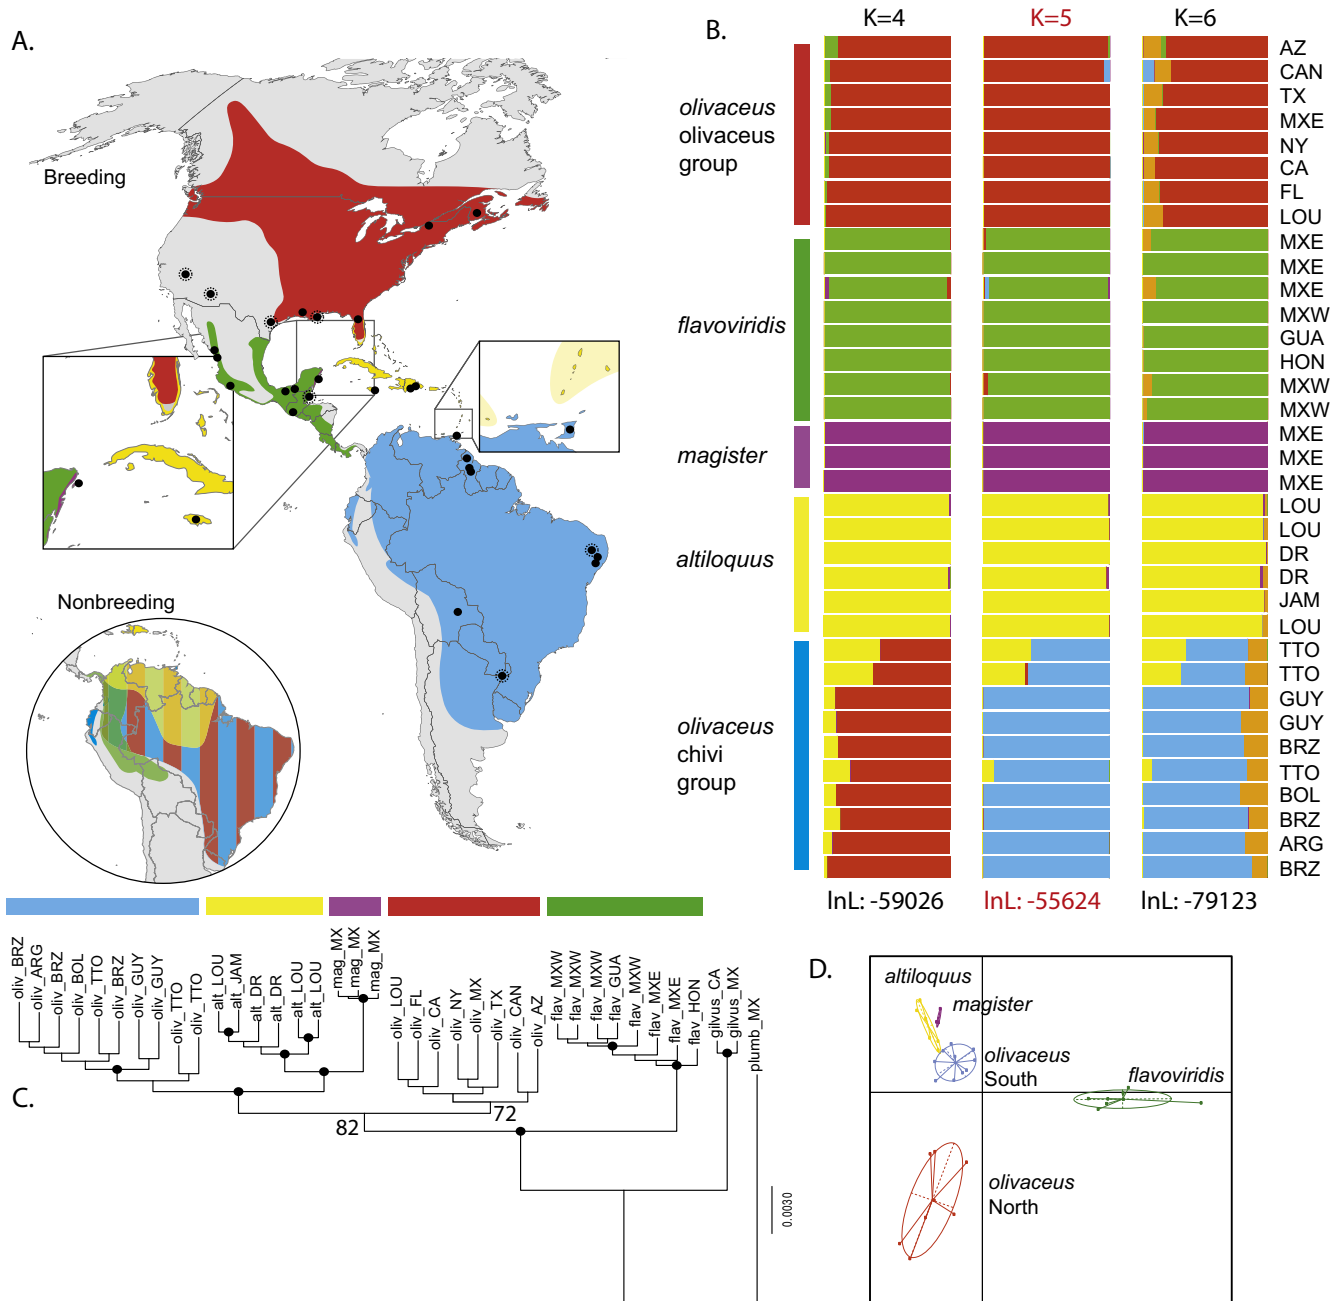 A.
Breeding
Nonbreeding
B.
K=4
K=5
K=6
olivaceus
olivaceus
group
flavoviridis
magister
altiloquus
olivaceus
chivi
group
AZ
CAN
TX
MXE
NY
CA
FL
LOU
MXE
MXE
MXE
MXW
GUA
HON
MXW
MXW
MXE
MXE
MXE
LOU
LOU
DR
DR
JAM
LOU
TTO
TTO
GUY
GUY
BRZ
TTO
BOL
BRZ
ARG
BRZ
lnL: -59026
lnL: -55624
lnL: -79123
C.
oliv_BRZ
oliv_ARG
oliv_BRZ
oliv_BOL
oliv_TTO
oliv_BRZ
oliv_GUY
oliv_GUY
oliv_TTO
oliv_TTO
alt_LOU
alt_JAM
alt_DR
alt_DR
alt_LOU
alt_LOU
mag_MX
mag_MX
mag_MX
oliv_LOU
oliv_FL
oliv_CA
oliv_NY
oliv_MX
oliv_TX
oliv_CAN
oliv_AZ
flav_MXW
flav_MXW
flav_MXW
flav_GUA
flav_MXW
flav_MXE
flav_MXE
flav_HON
gilvus_CA
gilvus_MX
plumb_MX
72
82
0.0030
D.
altiloquus
magister
olivaceus
South
flavoviridis
olivaceus
North